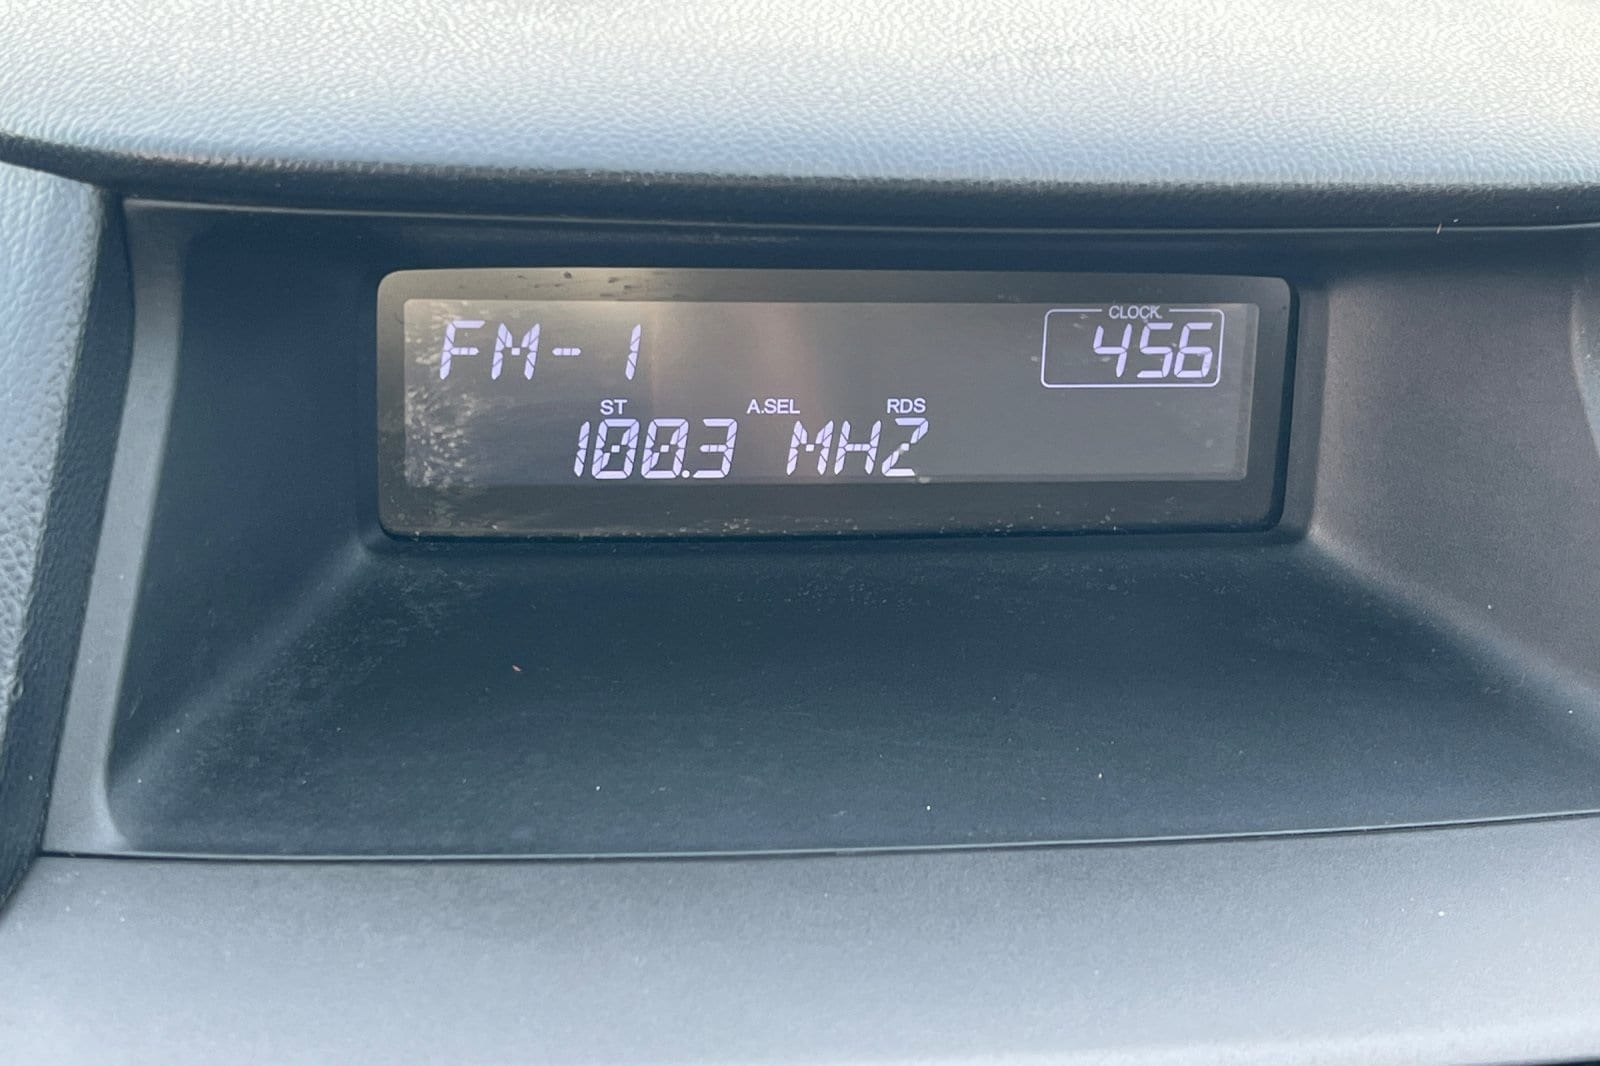 FM-1
CLOCK
456
ST A.SEL RDS
100.3 MHZ